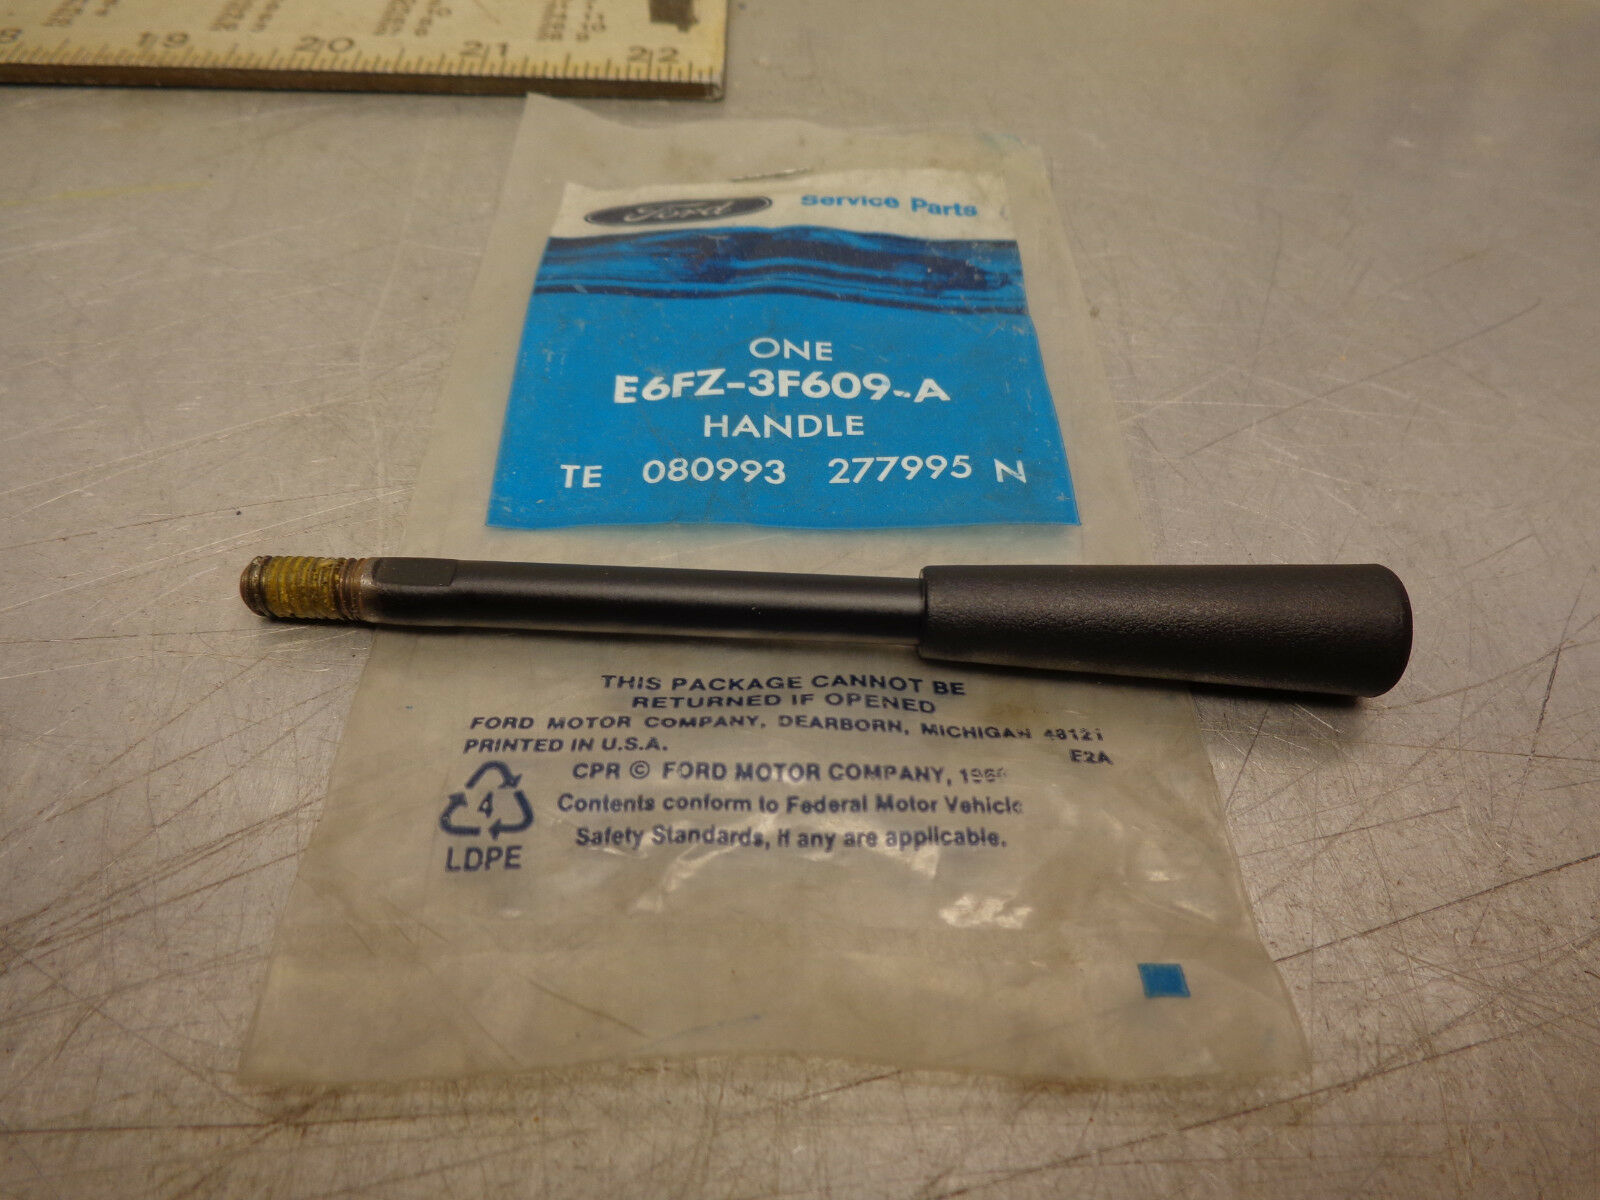 19 20 21 22
Ford Service Parts
ONE
E6FZ-3F609-A
HANDLE
TE 080993 277995 N
THIS PACKAGE CANNOT BE
RETURNED IF OPENED
FORD MOTOR COMPANY, DEARBORN, MICHIGAN 48121
PRINTED IN U.S.A.
E2A
CPR © FORD MOTOR COMPANY,
4
Contents conform to Federal Motor Vehicle
Safety Standards, if any are applicable.
LDPE